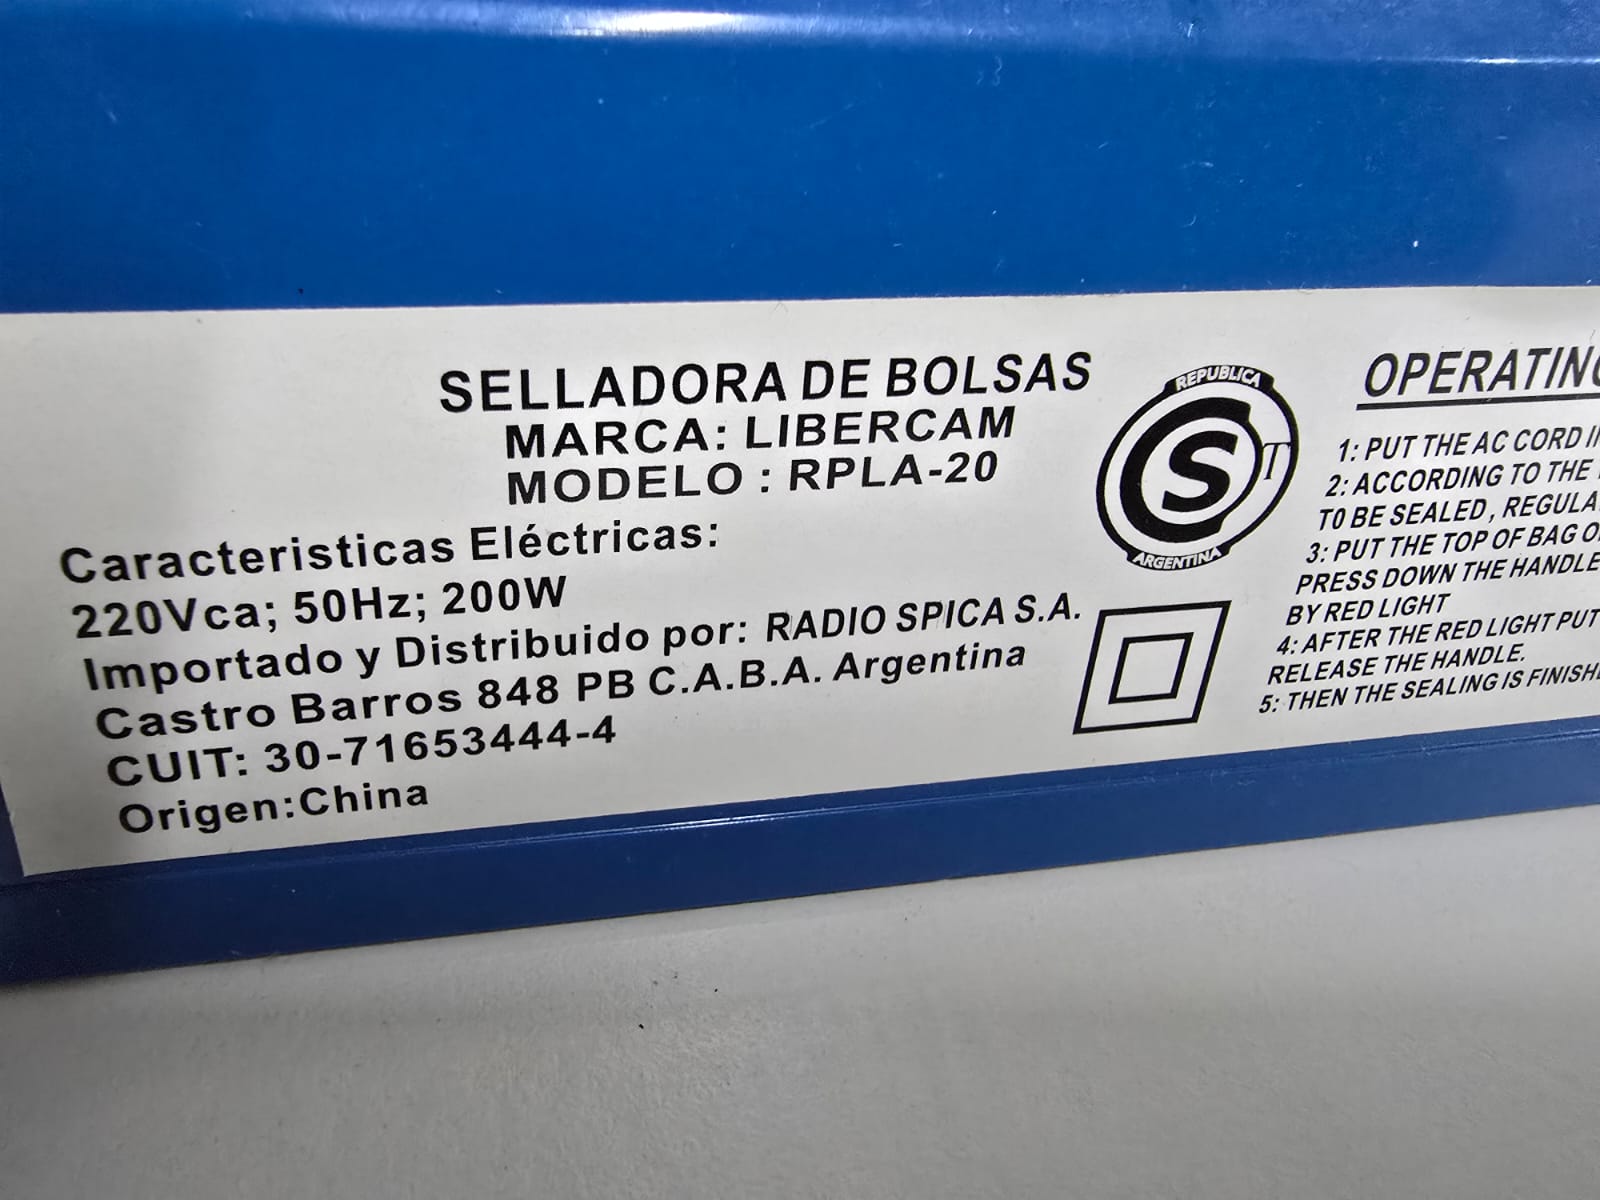 SELLADORA DE BOLSAS
MARCA: LIBERCAM
MODELO : RPLA-20
Caracteristicas Eléctricas:
220Vca; 50Hz; 200W
Importado y Distribuido por: RADIO SPICA S.A.
Castro Barros 848 PB C.A.B.A. Argentina
CUIT: 30-71653444-4
Origen:China
REPUBLICA
S T
ARGENTINA
OPERATING
1: PUT THE AC CORD
2: ACCORDING TO THE
T0 BE SEALED, REGULA
3: PUT THE TOP OF BAG
PRESS DOWN THE HANDLE
BY RED LIGHT
4: AFTER THE RED LIGHT PUT
RELEASE THE HANDLE.
5: THEN THE SEALING IS FINISH